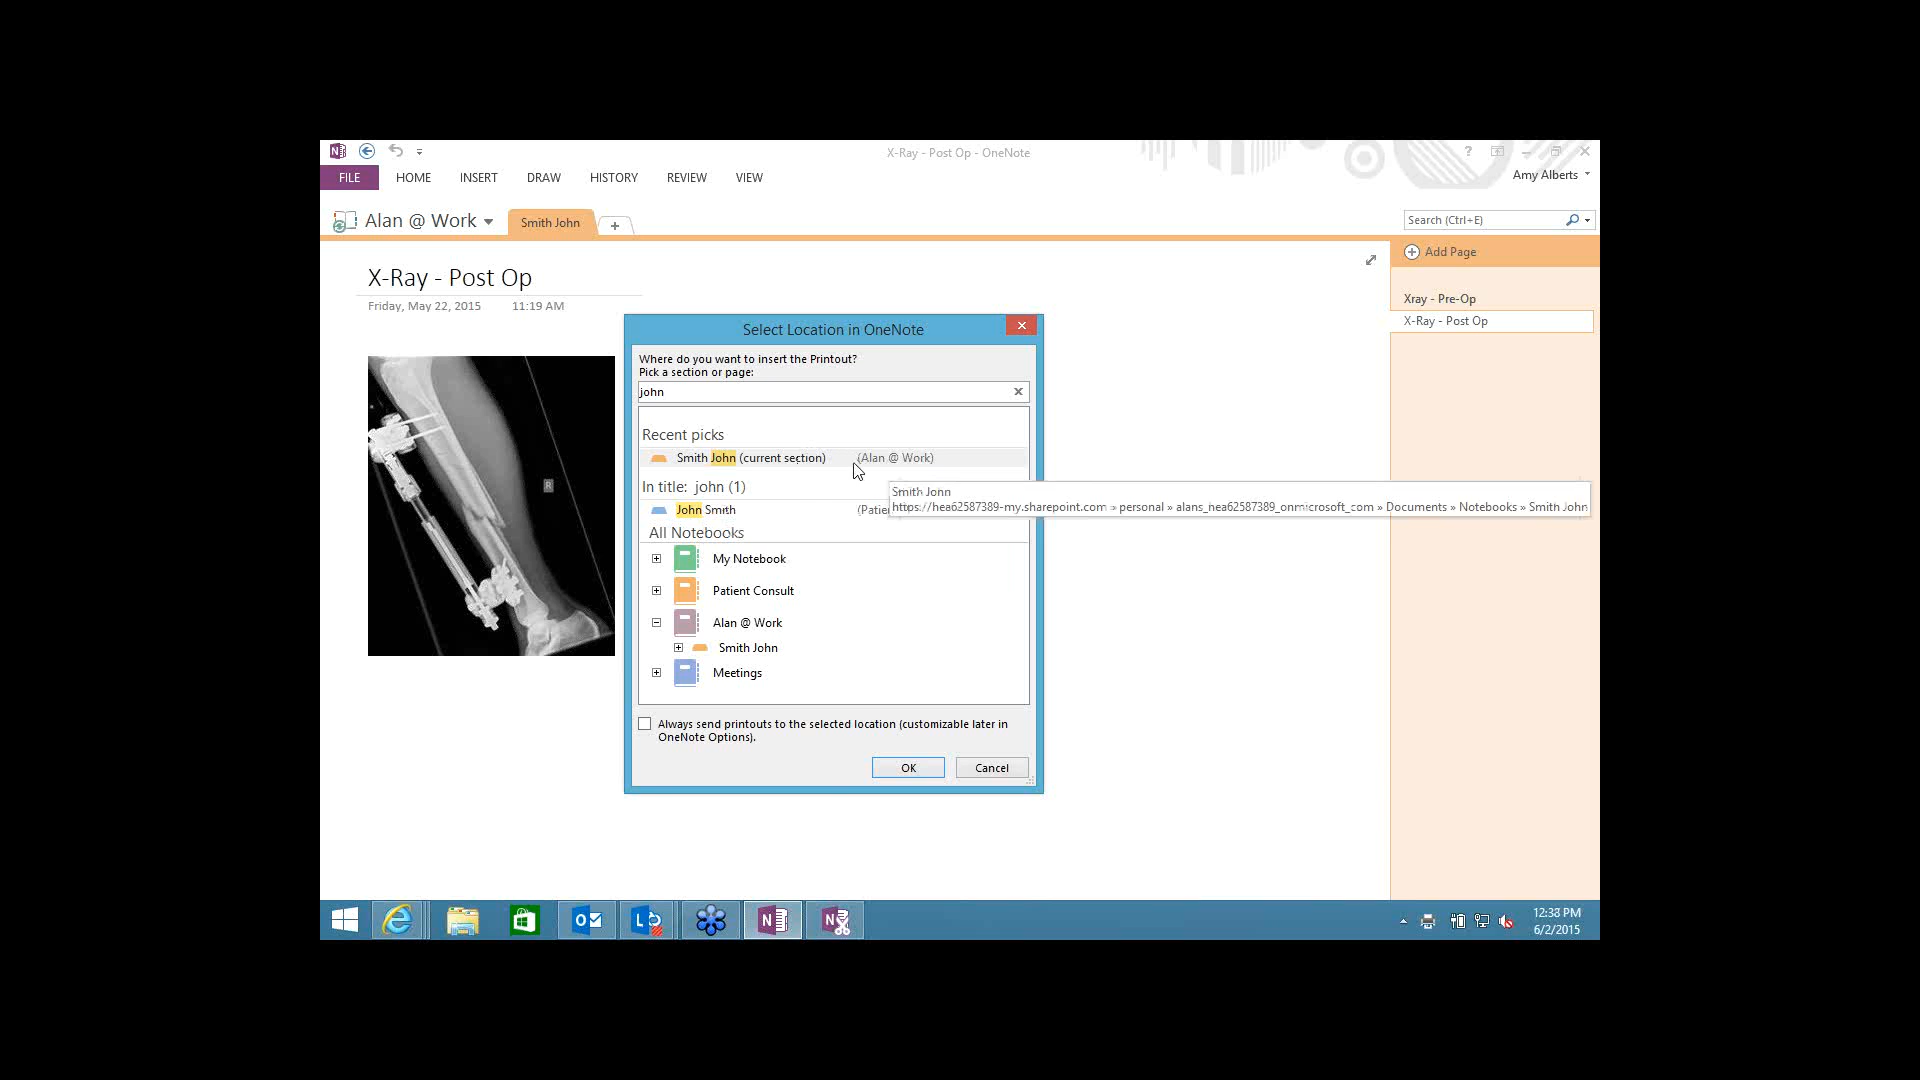 X-Ray - Post Op - OneNote
?
Amy Alberts
FILE HOME INSERT DRAW HISTORY REVIEW VIEW
Alan @ Work
Smith John
+
Search (Ctrl+E)
Add Page
Xray - Pre-Op
X-Ray - Post Op
X-Ray - Post Op
Friday, May 22, 2015 11:19 AM
R
Select Location in OneNote
Where do you want to insert the Printout?
Pick a section or page:
john
Recent picks
Smith John (current section) (Alan @ Work)
In title: john (1)
Smith John
https://hea62587389-my.sharepoint.com » personal » alans_hea62587389_onmicrosoft_com » Documents » Notebooks » Smith John
John Smith
All Notebooks
My Notebook
Patient Consult
Alan @ Work
Smith John
Meetings
Always send printouts to the selected location (customizable later in
OneNote Options).
OK Cancel
12:38 PM
6/2/2015